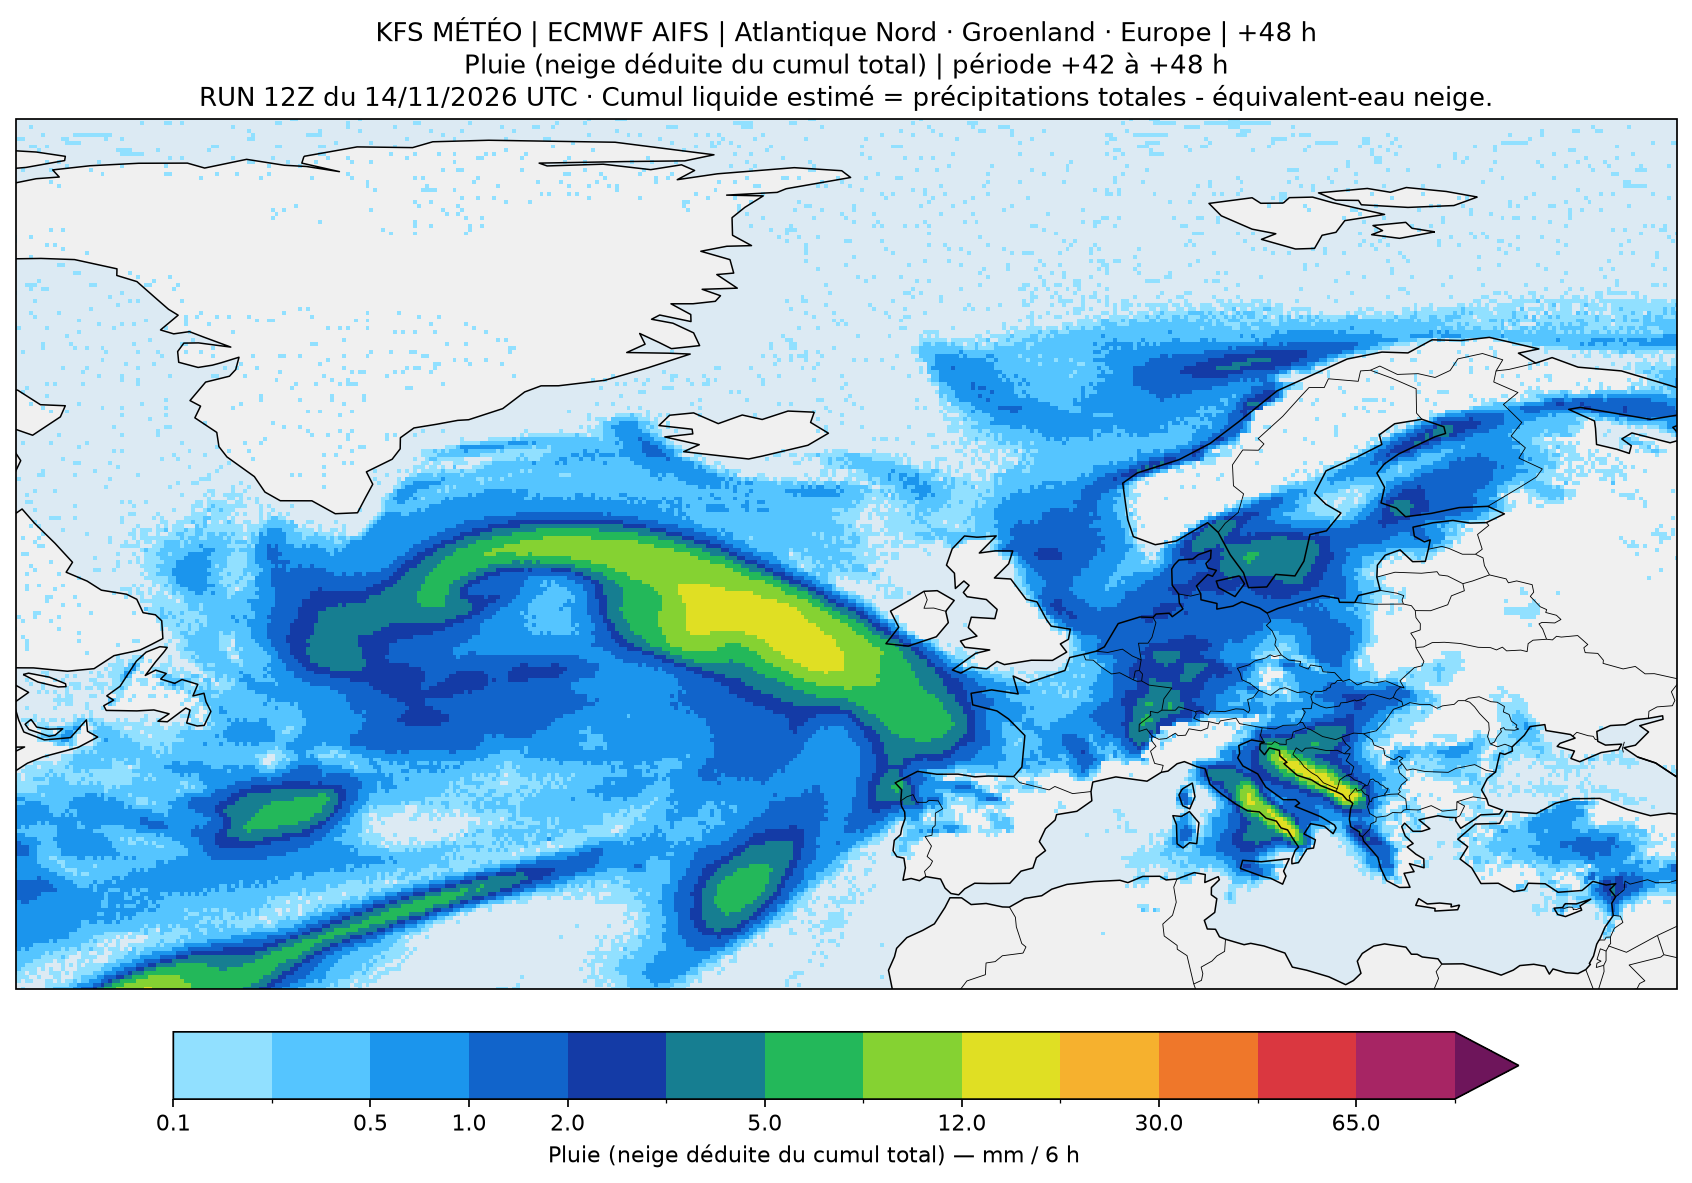 KFS MÉTÉO | ECMWF AIFS | Atlantique Nord · Groenland · Europe | +48 h
Pluie (neige déduite du cumul total) | période +42 à +48 h
RUN 12Z du 14/11/2026 UTC · Cumul liquide estimé = précipitations totales - équivalent-eau neige.
0.1 0.5 1.0 2.0 5.0 12.0 30.0 65.0
Pluie (neige déduite du cumul total) — mm / 6 h